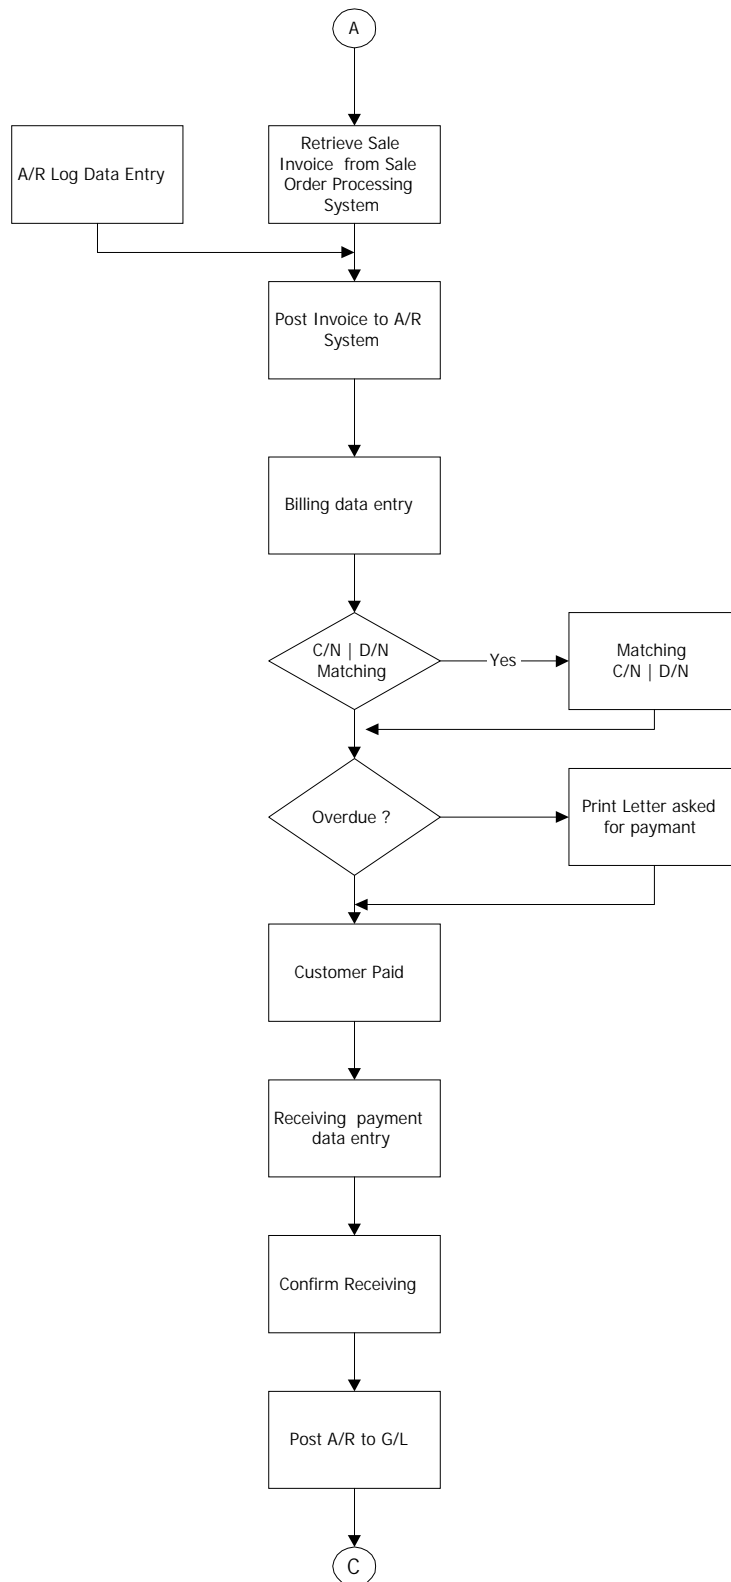 A
A/R Log Data Entry
Retrieve Sale
Invoice from Sale
Order Processing
System
Post Invoice to A/R
System
Billing data entry
C/N | D/N
Matching
Yes
Matching
C/N | D/N
Overdue ?
Print Letter asked
for paymant
Customer Paid
Receiving payment
data entry
Confirm Receiving
Post A/R to G/L
C